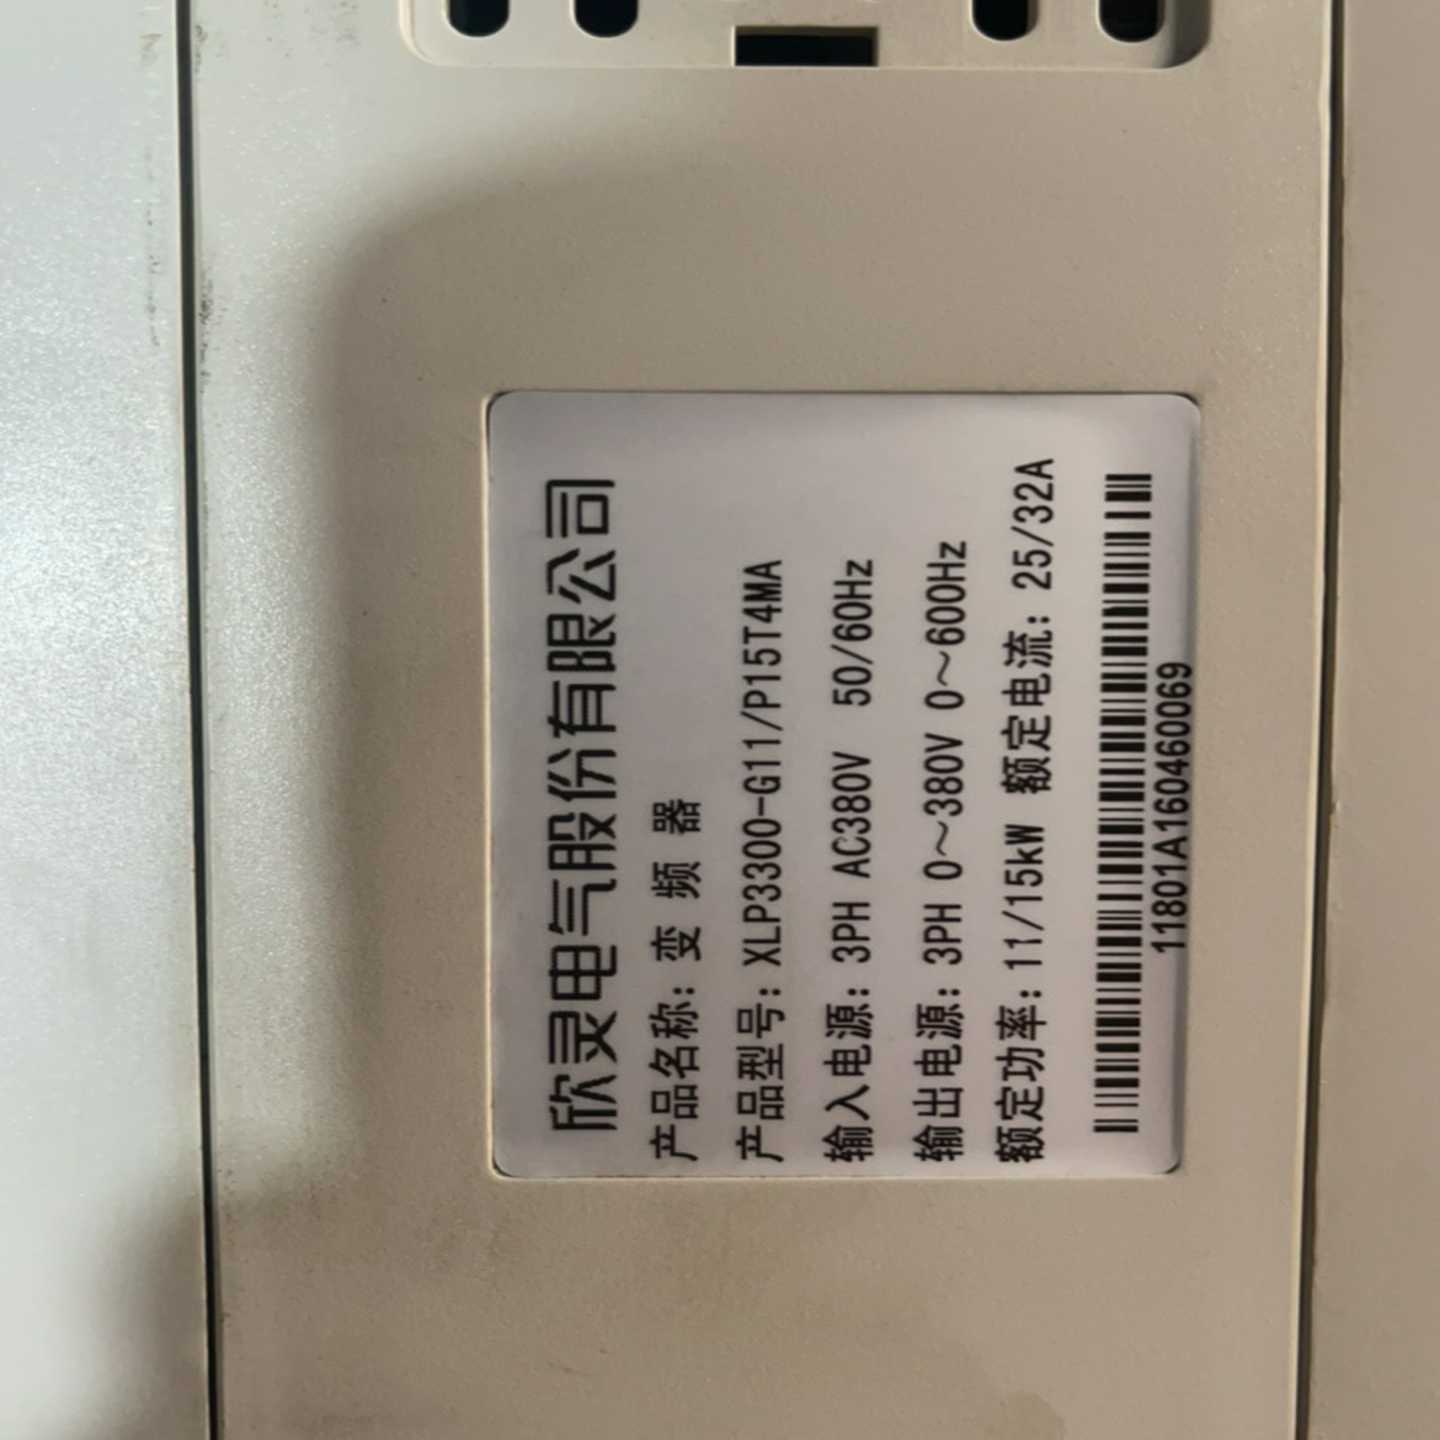 欣灵电气股份有限公司
产品名称: 变 频 器
产品型号: XLP3300-G11/P15T4MA
输入电源: 3PH AC380V 50/60Hz
输出电源: 3PH 0～380V 0～600Hz
额定功率: 11/15kW 额定电流: 25/32A
11801A160460069